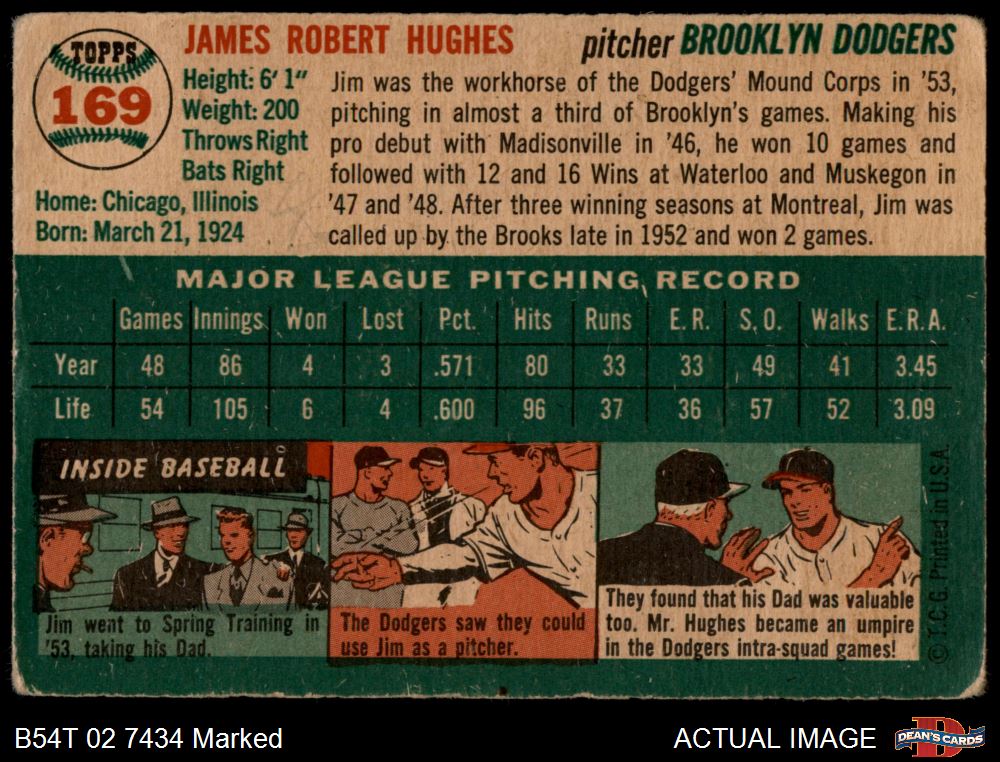 TOPPS
169
JAMES ROBERT HUGHES
pitcher BROOKLYN DODGERS
Height: 6' 1"
Weight: 200
Throws Right
Bats Right
Home: Chicago, Illinois
Born: March 21, 1924
Jim was the workhorse of the Dodgers' Mound Corps in '53,
pitching in almost a third of Brooklyn's games. Making his
pro debut with Madisonville in '46, he won 10 games and
followed with 12 and 16 Wins at Waterloo and Muskegon in
'47 and '48. After three winning seasons at Montreal, Jim was
called up by the Brooks late in 1952 and won 2 games.
MAJOR LEAGUE PITCHING RECORD
Games Innings Won Lost Pct. Hits Runs E.R. S.O. Walks E.R.A.
Year 48 86 4 3 .571 80 33 33 49 41 3.45
Life 54 105 6 4 .600 96 37 36 57 52 3.09
INSIDE BASEBALL
Jim went to Spring Training in
'53, taking his Dad.
The Dodgers saw they could
use Jim as a pitcher.
They found that his Dad was valuable
too. Mr. Hughes became an umpire
in the Dodgers intra-squad games!
© T.C.G. Printed in U.S.A.
B54T 02 7434 Marked
ACTUAL IMAGE
DEAN'S CARDS